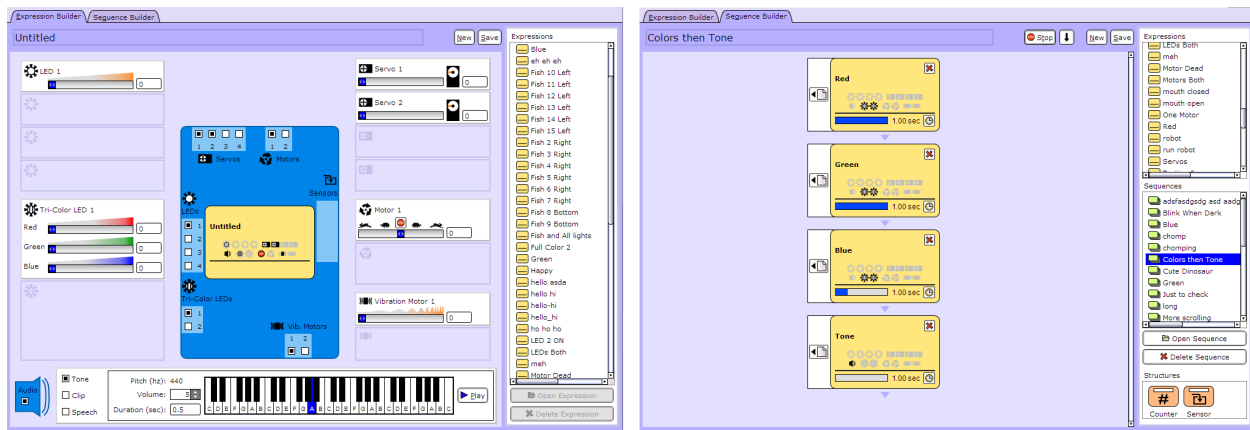 Expression Builder Sequence Builder
Untitled
New Save
LED 1
0
Tri-Color LED 1
Red 0
Green 0
Blue 0
Servo 1
0
Servo 2
0
Motor 1
0
Vibration Motor 1
0
1 2 3 4 1 2
Servos Motors
Sensors
LEDs
1
2
3
4
Untitled
Tri-Color LEDs
1
2
Vib. Motors
1 2
Audio
Tone
Clip
Speech
Pitch (hz): 440
Volume: 5
Duration (sec): 0.5
C D E F G A B C D E F G A B C D E F G A B C D E F G A B C
Play
Expressions
Blue
eh eh eh
Fish 10 Left
Fish 11 Left
Fish 12 Left
Fish 13 Left
Fish 14 Left
Fish 15 Left
Fish 2 Right
Fish 3 Right
Fish 4 Right
Fish 5 Right
Fish 6 Right
Fish 7 Right
Fish 8 Bottom
Fish 9 Bottom
Fish and All lights
Full Color 2
Green
Happy
hello asda
hello hi
hello-hi
hello_hi
ho ho ho
LED 2 ON
LEDs Both
meh
Motor Dead
Open Expression
Delete Expression
Expression Builder Sequence Builder
Colors then Tone
Stop New Save
Red
1.00 sec
Green
1.00 sec
Blue
1.00 sec
Tone
1.00 sec
Expressions
LEDs Both
meh
Motor Dead
Motors Both
mouth closed
mouth open
One Motor
Red
robot
run robot
Servos
Sequences
adsfasdgsdg asd aadg
Blink When Dark
Blue
chomp
chomping
Colors then Tone
Cute Dinosaur
Green
Just to check
long
More scrolling
Open Sequence
Delete Sequence
Structures
#
Counter Sensor